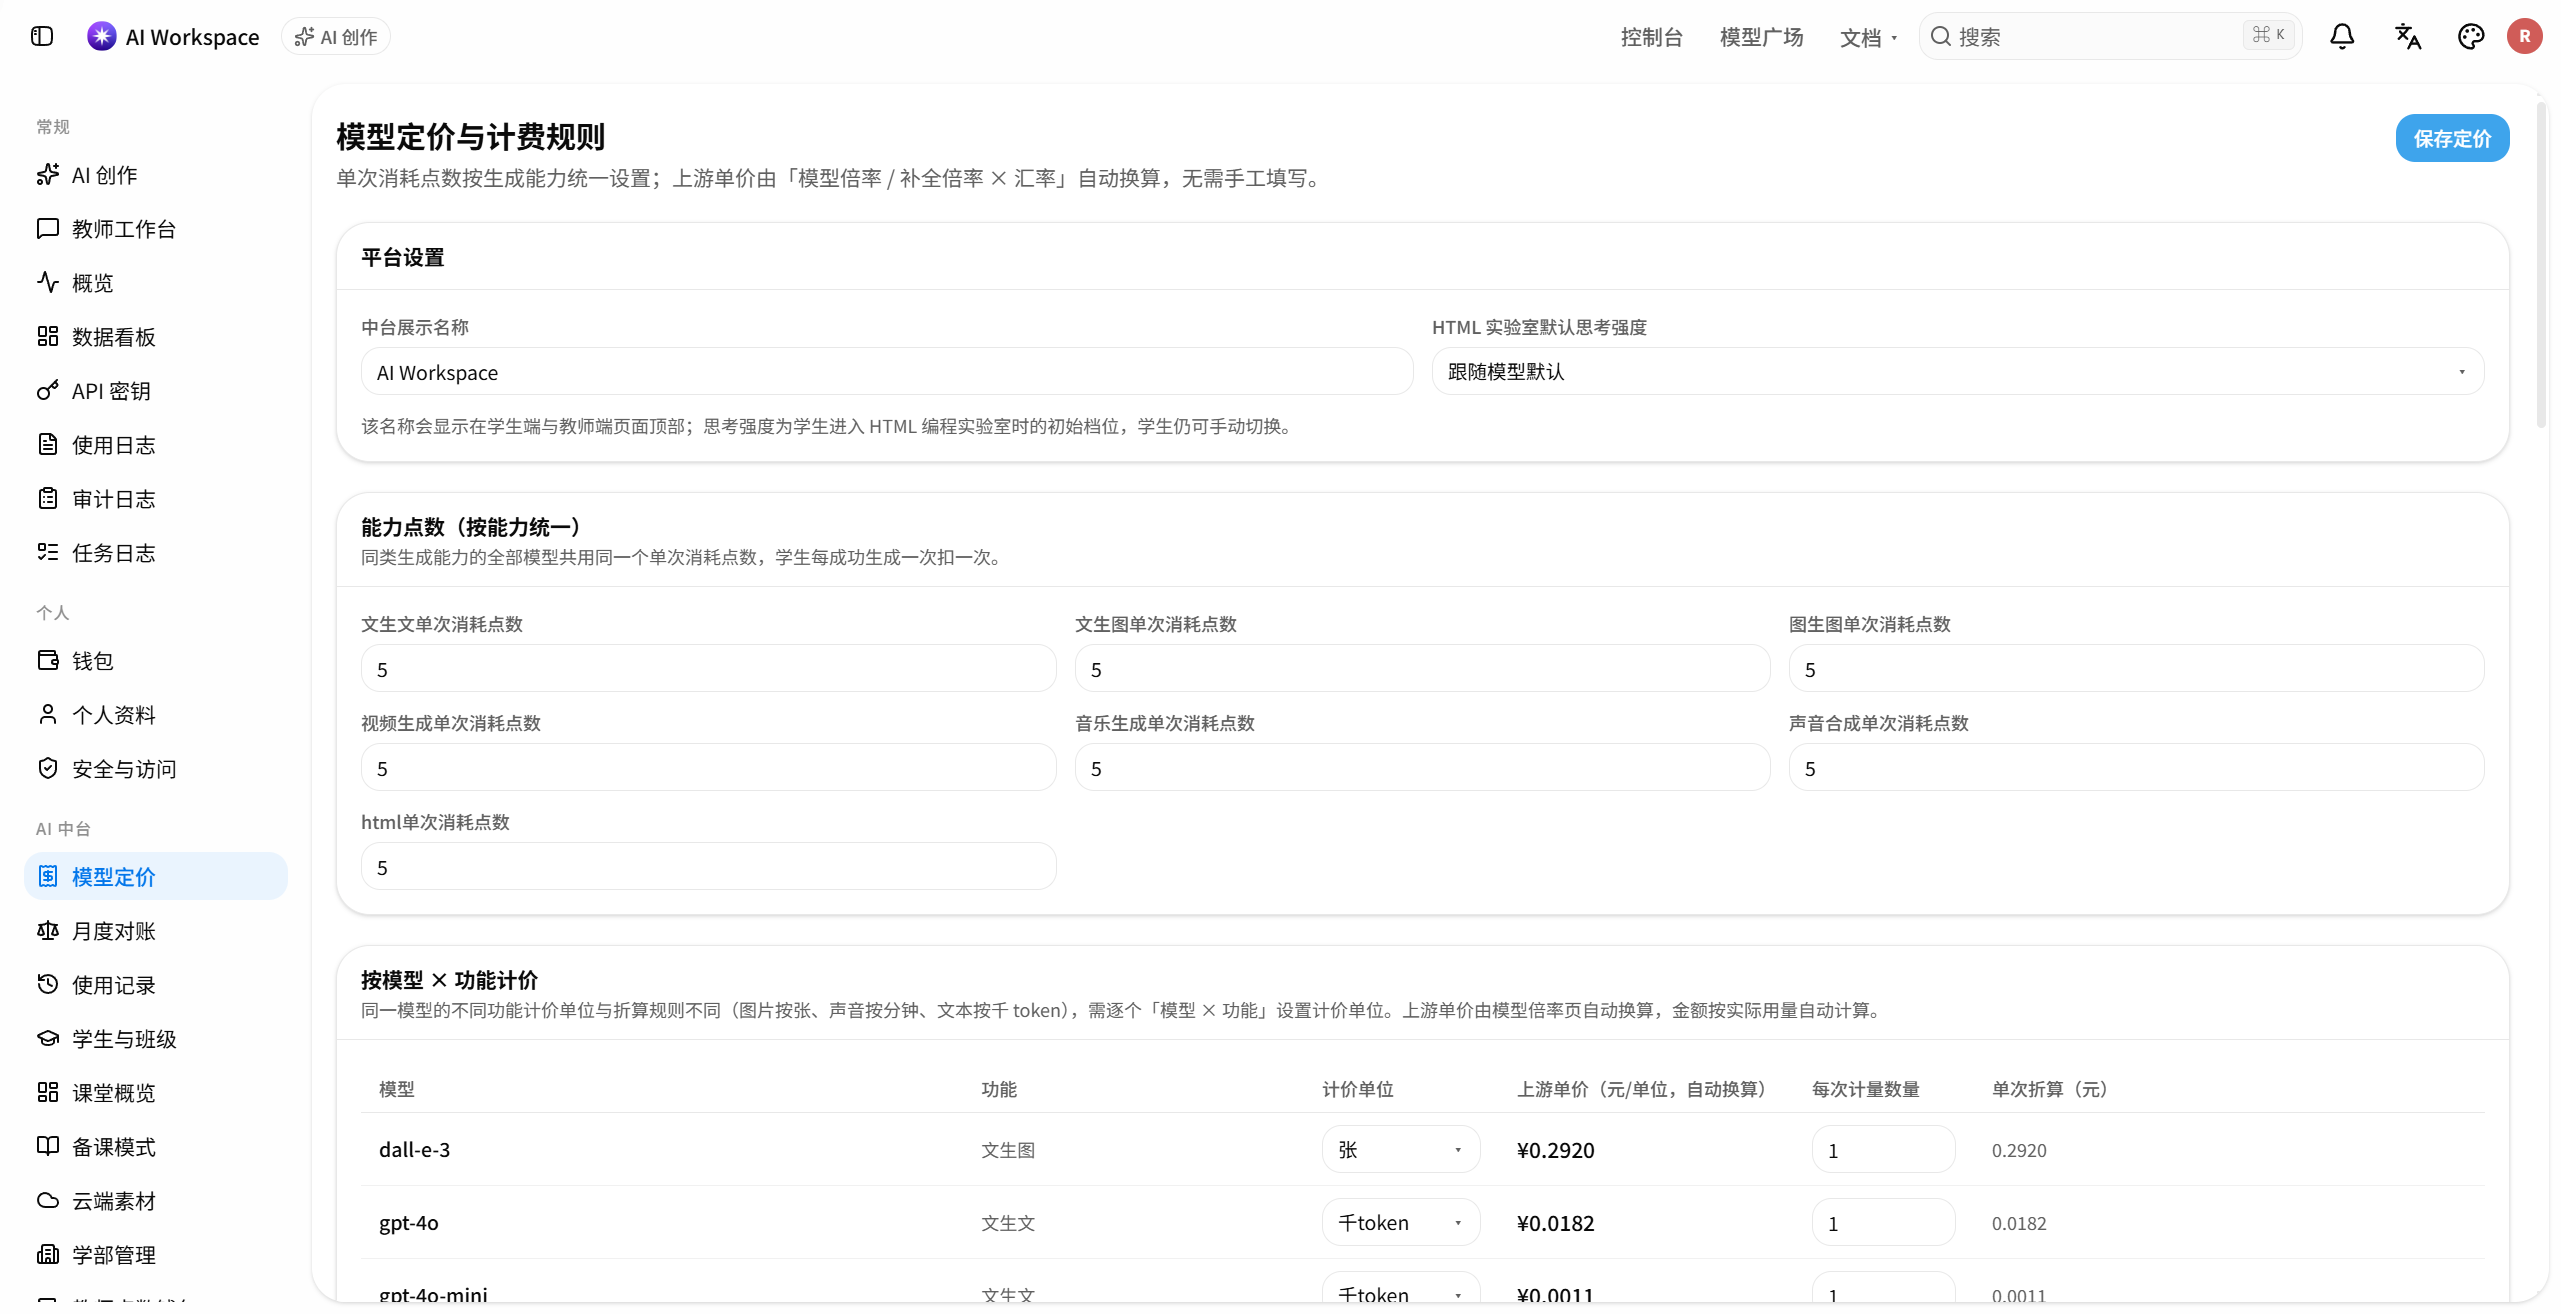 AI Workspace
AI 创作
控制台
模型广场
文档
搜索
⌘ K
R
常规
AI 创作
教师工作台
概览
数据看板
API 密钥
使用日志
审计日志
任务日志
个人
钱包
个人资料
安全与访问
AI 中台
模型定价
月度对账
使用记录
学生与班级
课堂概览
备课模式
云端素材
学部管理
模型定价与计费规则
单次消耗点数按生成能力统一设置；上游单价由「模型倍率 / 补全倍率 × 汇率」自动换算，无需手工填写。
保存定价
平台设置
中台展示名称
HTML 实验室默认思考强度
AI Workspace
跟随模型默认
该名称会显示在学生端与教师端页面顶部；思考强度为学生进入 HTML 编程实验室时的初始档位，学生仍可手动切换。
能力点数（按能力统一）
同类生成能力的全部模型共用同一个单次消耗点数，学生每成功生成一次扣一次。
文生文单次消耗点数
文生图单次消耗点数
图生图单次消耗点数
5
5
5
视频生成单次消耗点数
音乐生成单次消耗点数
声音合成单次消耗点数
5
5
5
html单次消耗点数
5
按模型 × 功能计价
同一模型的不同功能计价单位与折算规则不同（图片按张、声音按分钟、文本按千 token），需逐个「模型 × 功能」设置计价单位。上游单价由模型倍率页自动换算，金额按实际用量自动计算。
模型
功能
计价单位
上游单价（元/单位，自动换算）
每次计量数量
单次折算（元）
dall-e-3
文生图
张
¥0.2920
1
0.2920
gpt-4o
文生文
千token
¥0.0182
1
0.0182
gpt-4o-mini
文生文
千token
¥0.0011
1
0.0011